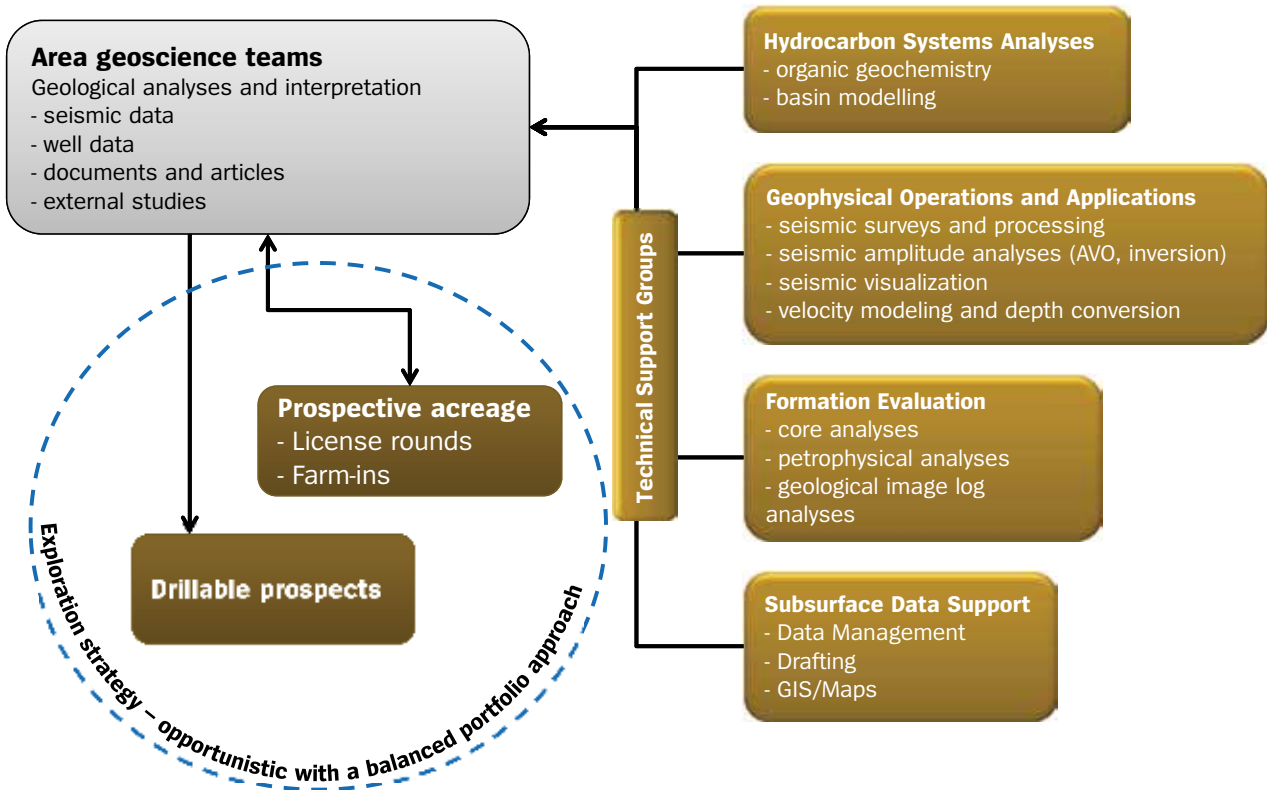 Area geoscience teams
Geological analyses and interpretation
- seismic data
- well data
- documents and articles
- external studies
Prospective acreage
- License rounds
- Farm-ins
Drillable prospects
Exploration strategy – opportunistic with a balanced portfolio approach
Technical Support Groups
Hydrocarbon Systems Analyses
- organic geochemistry
- basin modelling
Geophysical Operations and Applications
- seismic surveys and processing
- seismic amplitude analyses (AVO, inversion)
- seismic visualization
- velocity modeling and depth conversion
Formation Evaluation
- core analyses
- petrophysical analyses
- geological image log
analyses
Subsurface Data Support
- Data Management
- Drafting
- GIS/Maps